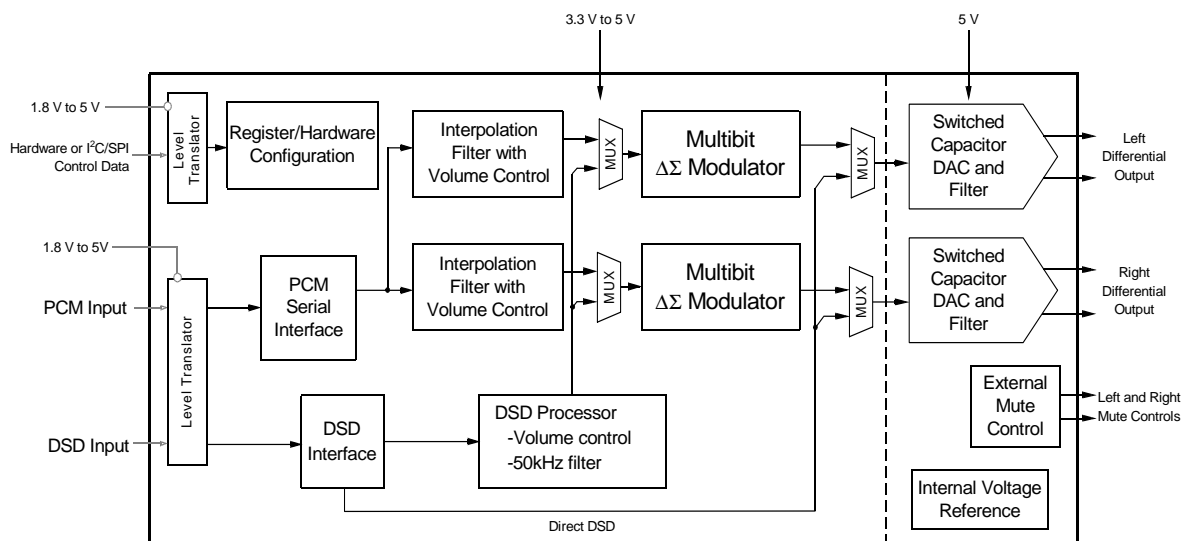 3.3 V to 5 V
5 V
1.8 V to 5 V
Hardware or I²C/SPI
Control Data
Level
Translator
Register/Hardware
Configuration
Interpolation
Filter with
Volume Control
MUX
Multibit
ΔΣ Modulator
MUX
Switched
Capacitor
DAC and
Filter
Left
Differential
Output
1.8 V to 5V
PCM Input
Level Translator
PCM
Serial
Interface
Interpolation
Filter with
Volume Control
MUX
Multibit
ΔΣ Modulator
MUX
Switched
Capacitor
DAC and
Filter
Right
Differential
Output
DSD Input
DSD
Interface
DSD Processor
-Volume control
-50kHz filter
External
Mute
Control
Left and Right
Mute Controls
Internal Voltage
Reference
Direct DSD